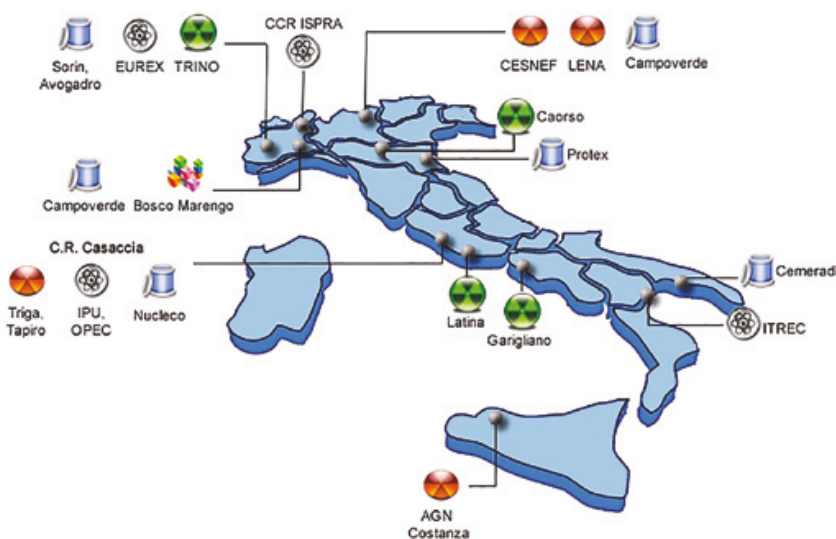 CCR ISPRA
Sorin,
Avogadro
EUREX
TRINO
CESNEF
LENA
Campoverde
Caorso
Protex
Campoverde
Bosco Marengo
C.R. Casaccia
Triga,
Tapiro
IPU,
OPEC
Nucleco
Latina
Garigliano
Cemeradi
ITREC
AGN
Costanza